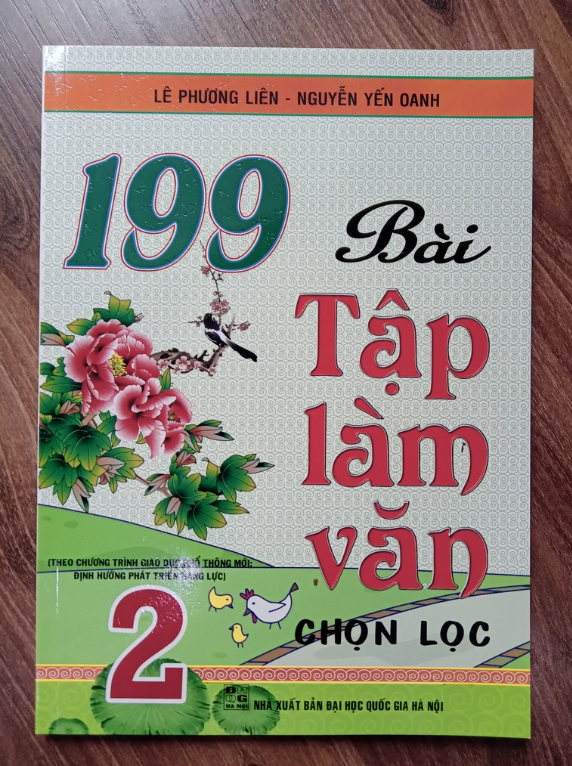 LÊ PHƯƠNG LIÊN - NGUYỄN YẾN OANH
199 Bài
Tập
làm
văn
CHỌN LỌC
(THEO CHƯƠNG TRÌNH GIAO DỤC PHỔ THÔNG MỚI:
ĐỊNH HƯỚNG PHÁT TRIỂN NĂNG LỰC)
2
NHÀ XUẤT BẢN ĐẠI HỌC QUỐC GIA HÀ NỘI